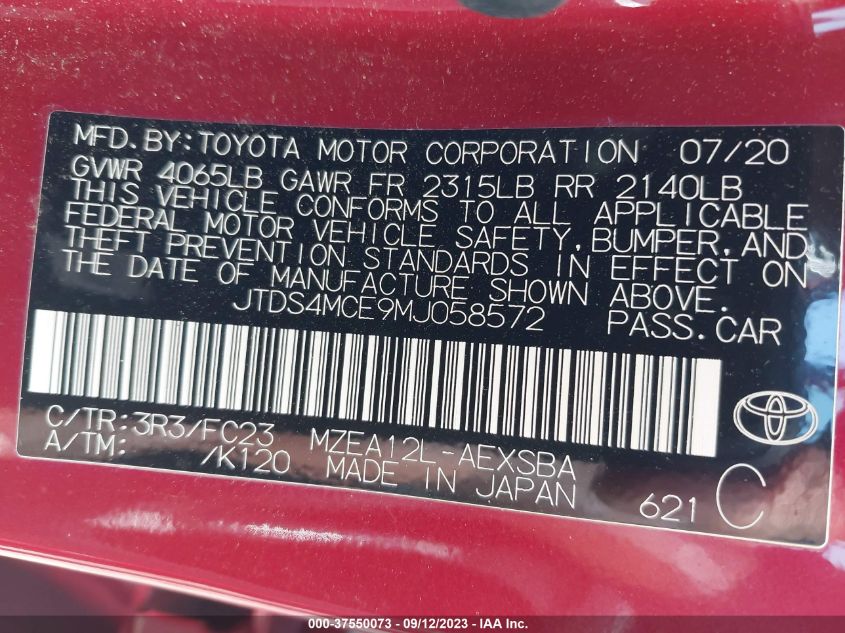 MFD.BY:TOYOTA MOTOR CORPORATION 07/20
GVWR 4065LB GAWR FR 2315LB RR 2140LB
THIS VEHICLE CONFORMS TO ALL APPLICABLE
FEDERAL MOTOR VEHICLE SAFETY,BUMPER,AND
THEFT PREVENTION STANDARDS IN EFFECT ON
THE DATE OF MANUFACTURE SHOWN ABOVE.
JTDS4MCE9MJ058572 PASS.CAR
C/TR:3R3/FC23 MZEA12L-AEXSBA
A/TM: /K120 MADE IN JAPAN 621 C
000-37550073 - 09/12/2023 - IAA Inc.